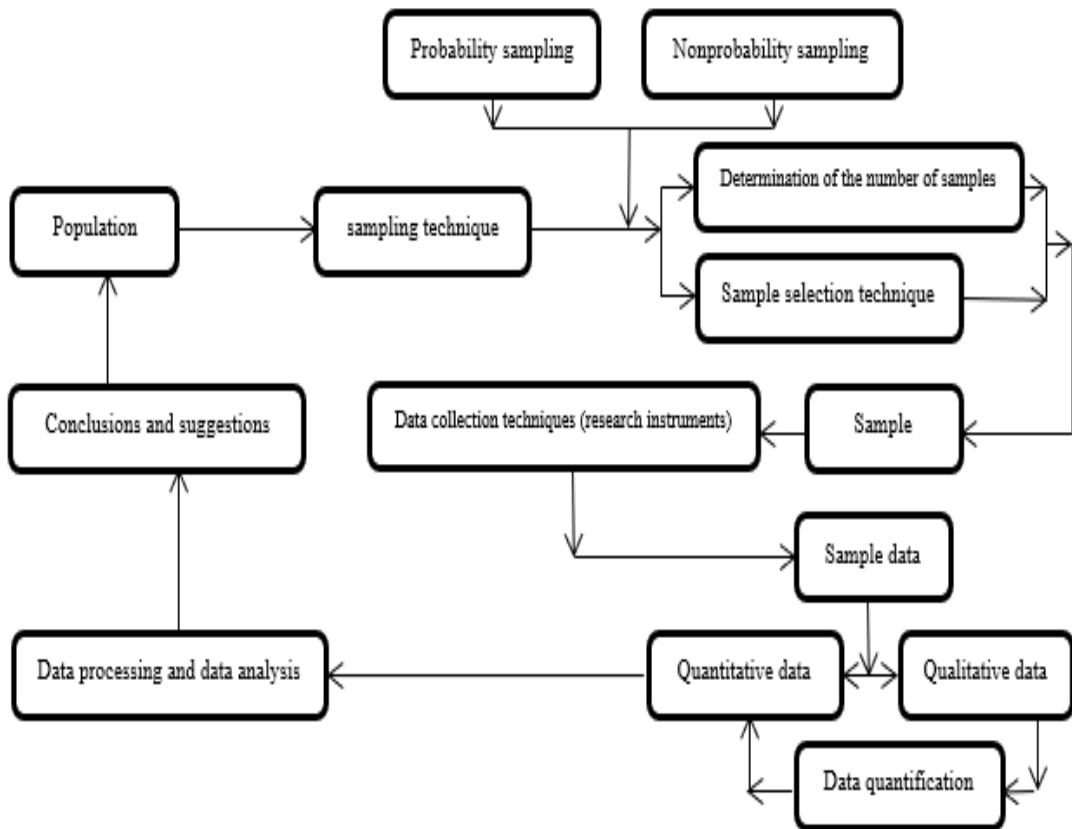 Probability sampling
Nonprobability sampling
Determination of the number of samples
Population
sampling technique
Sample selection technique
Conclusions and suggestions
Data collection techniques (research instruments)
Sample
Sample data
Data processing and data analysis
Quantitative data
Qualitative data
Data quantification